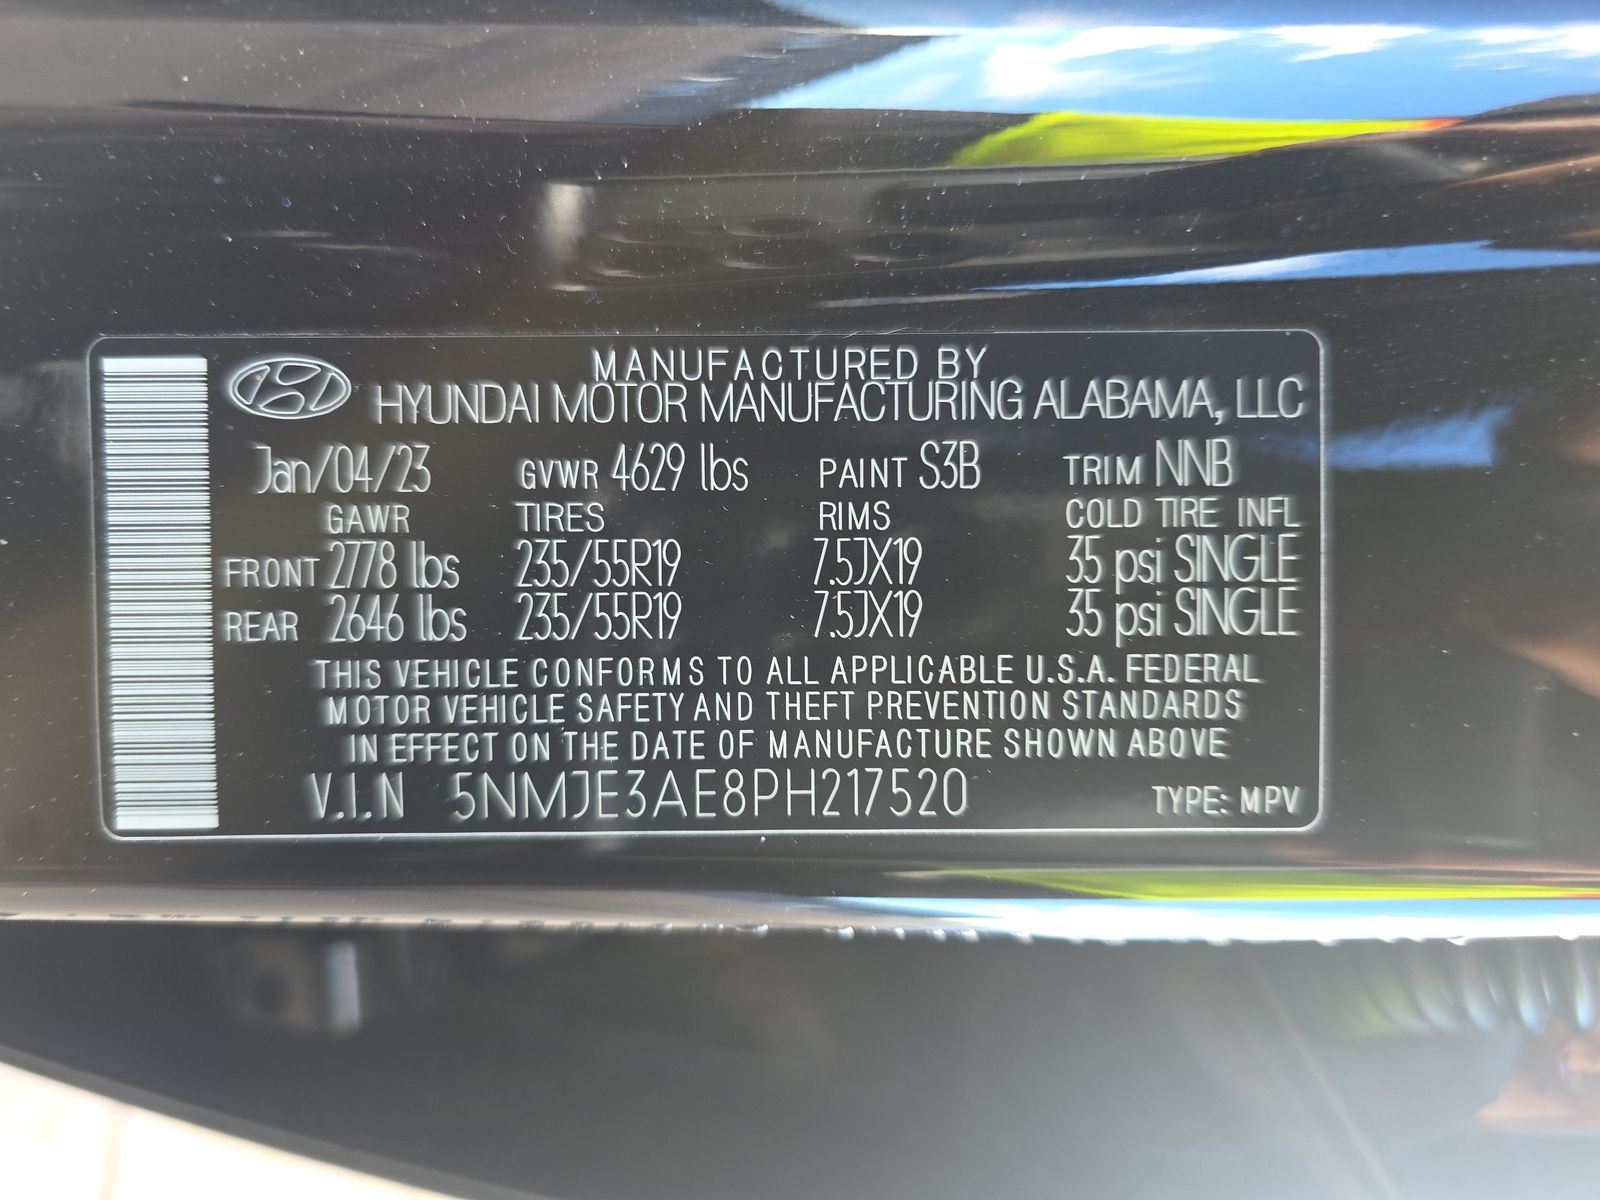 MANUFACTURED BY
HYUNDAI MOTOR MANUFACTURING ALABAMA, LLC
Jan/04/23 GVWR 4629 lbs PAINT S3B TRIM NNB
GAWR TIRES RIMS COLD TIRE INFL
FRONT 2778 lbs 235/55R19 7.5JX19 35 psi SINGLE
REAR 2646 lbs 235/55R19 7.5JX19 35 psi SINGLE
THIS VEHICLE CONFORMS TO ALL APPLICABLE U.S.A. FEDERAL
MOTOR VEHICLE SAFETY AND THEFT PREVENTION STANDARDS
IN EFFECT ON THE DATE OF MANUFACTURE SHOWN ABOVE
V.I.N 5NMJE3AE8PH217520 TYPE: MPV